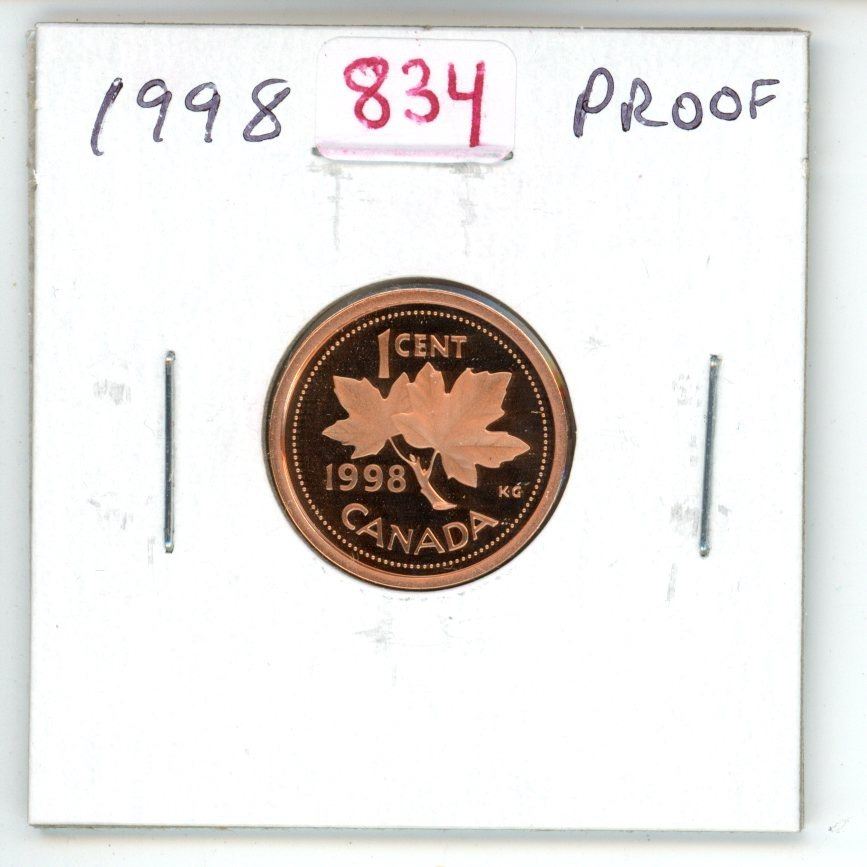 1998 834 PROOF
1 CENT
1998
KG
CANADA